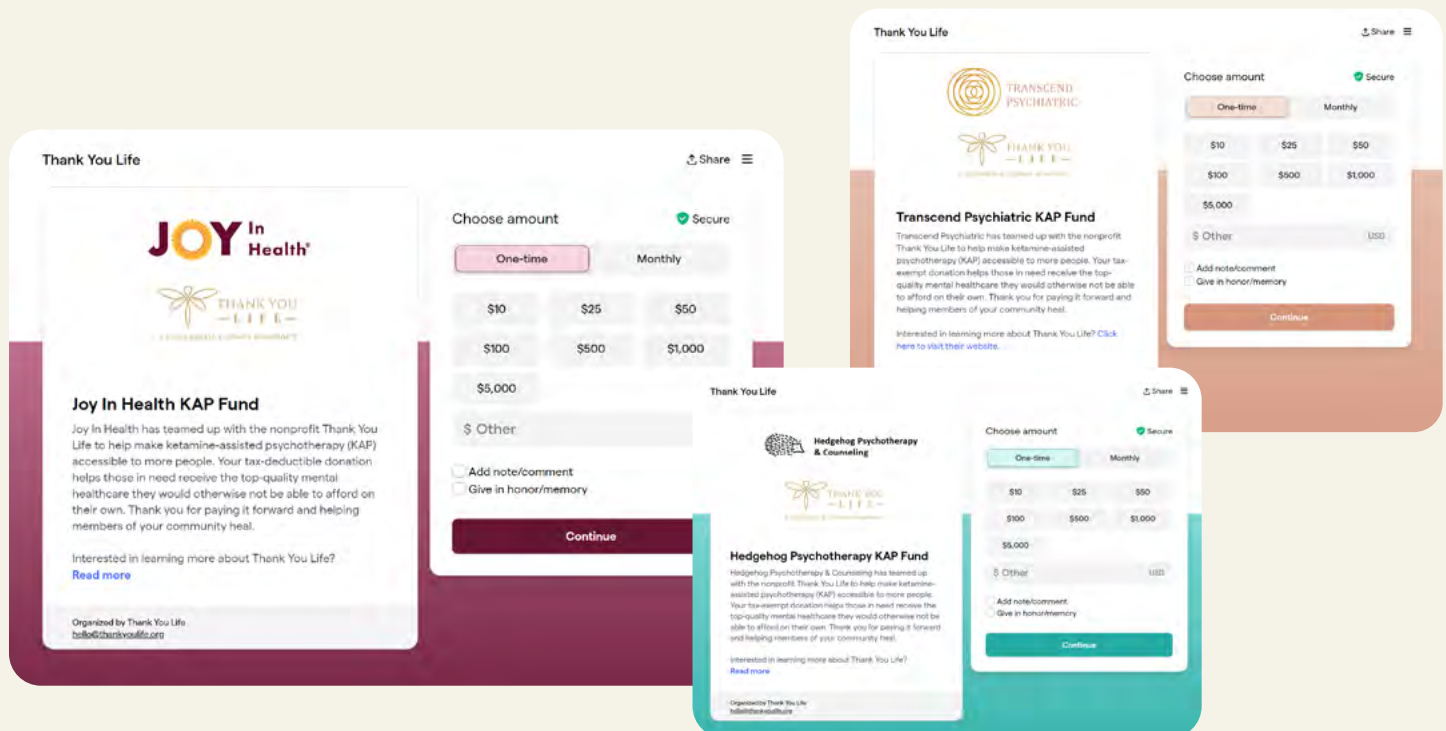 Thank You Life
Share
JOY In
Health
THANK YOU
LIFE
Joy In Health KAP Fund
Joy In Health has teamed up with the nonprofit Thank You
Life to help make ketamine-assisted psychotherapy (KAP)
accessible to more people. Your tax-deductible donation
helps those in need receive the top-quality mental
healthcare they would otherwise not be able to afford on
their own. Thank you for paying it forward and helping
members of your community heal.
Interested in learning more about Thank You Life?
Read more
Organized by Thank You Life
hello@thankyoulife.org
Choose amount
Secure
One-time Monthly
$10 $25 $50
$100 $500 $1,000
$5,000
$ Other
Add note/comment
Give in honor/memory
Continue
Thank You Life
Share
TRANSCEND
PSYCHIATRIC
THANK YOU
LIFE
Transcend Psychiatric KAP Fund
Transcend Psychiatric has teamed up with the nonprofit
Thank You Life to help make ketamine-assisted
psychotherapy (KAP) accessible to more people. Your tax-
exempt donation helps those in need receive the top-
quality mental healthcare they would otherwise not be able
to afford on their own. Thank you for paying it forward and
helping members of your community heal.
Interested in learning more about Thank You Life? Click
here to visit their website.
Choose amount
Secure
One-time Monthly
$10 $25 $50
$100 $500 $1,000
$5,000
$ Other USD
Add note/comment
Give in honor/memory
Continue
Thank You Life
Share
Hedgehog Psychotherapy
& Counseling
THANK YOU
LIFE
Hedgehog Psychotherapy KAP Fund
Hedgehog Psychotherapy & Counseling has teamed up
with the nonprofit Thank You Life to help make ketamine-
assisted psychotherapy (KAP) accessible to more people.
Your tax-exempt donation helps those in need receive the
top-quality mental healthcare they would otherwise not be
able to afford on their own. Thank you for paying it forward
and helping members of your community heal.
Interested in learning more about Thank You Life?
Read more
Organized by Thank You Life
hello@thankyoulife.org
Choose amount
Secure
One-time Monthly
$10 $25 $50
$100 $500 $1,000
$5,000
$ Other USD
Add note/comment
Give in honor/memory
Continue